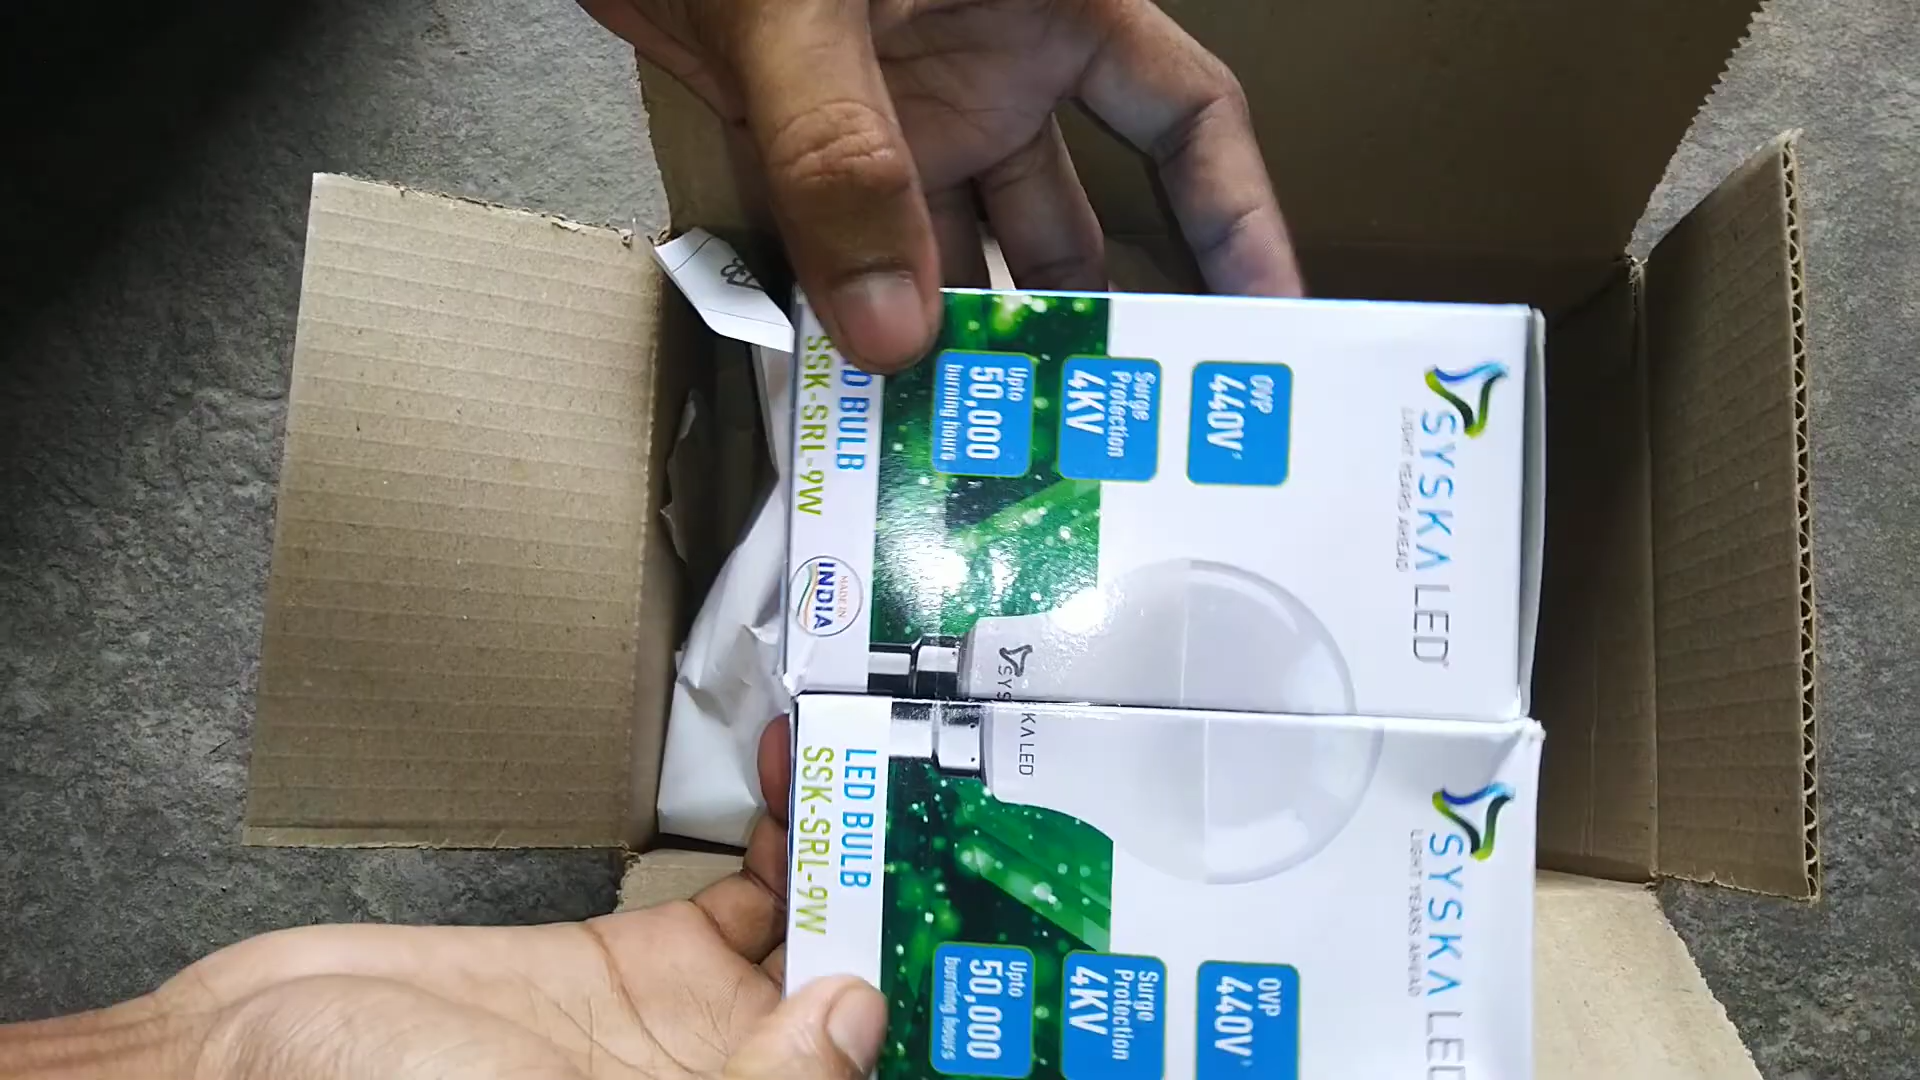 SYSKA LED
LIGHT YEARS AHEAD
OVP
440V*
Surge
Protection
4KV
Upto
50,000
burning hours
SYSKA LED
D BULB
SSK-SRL-9W
MADE IN
INDIA
SYSKA LED
LIGHT YEARS AHEAD
OVP
440V*
Surge
Protection
4KV
Upto
50,000
burning hours
LED BULB
SSK-SRL-9W